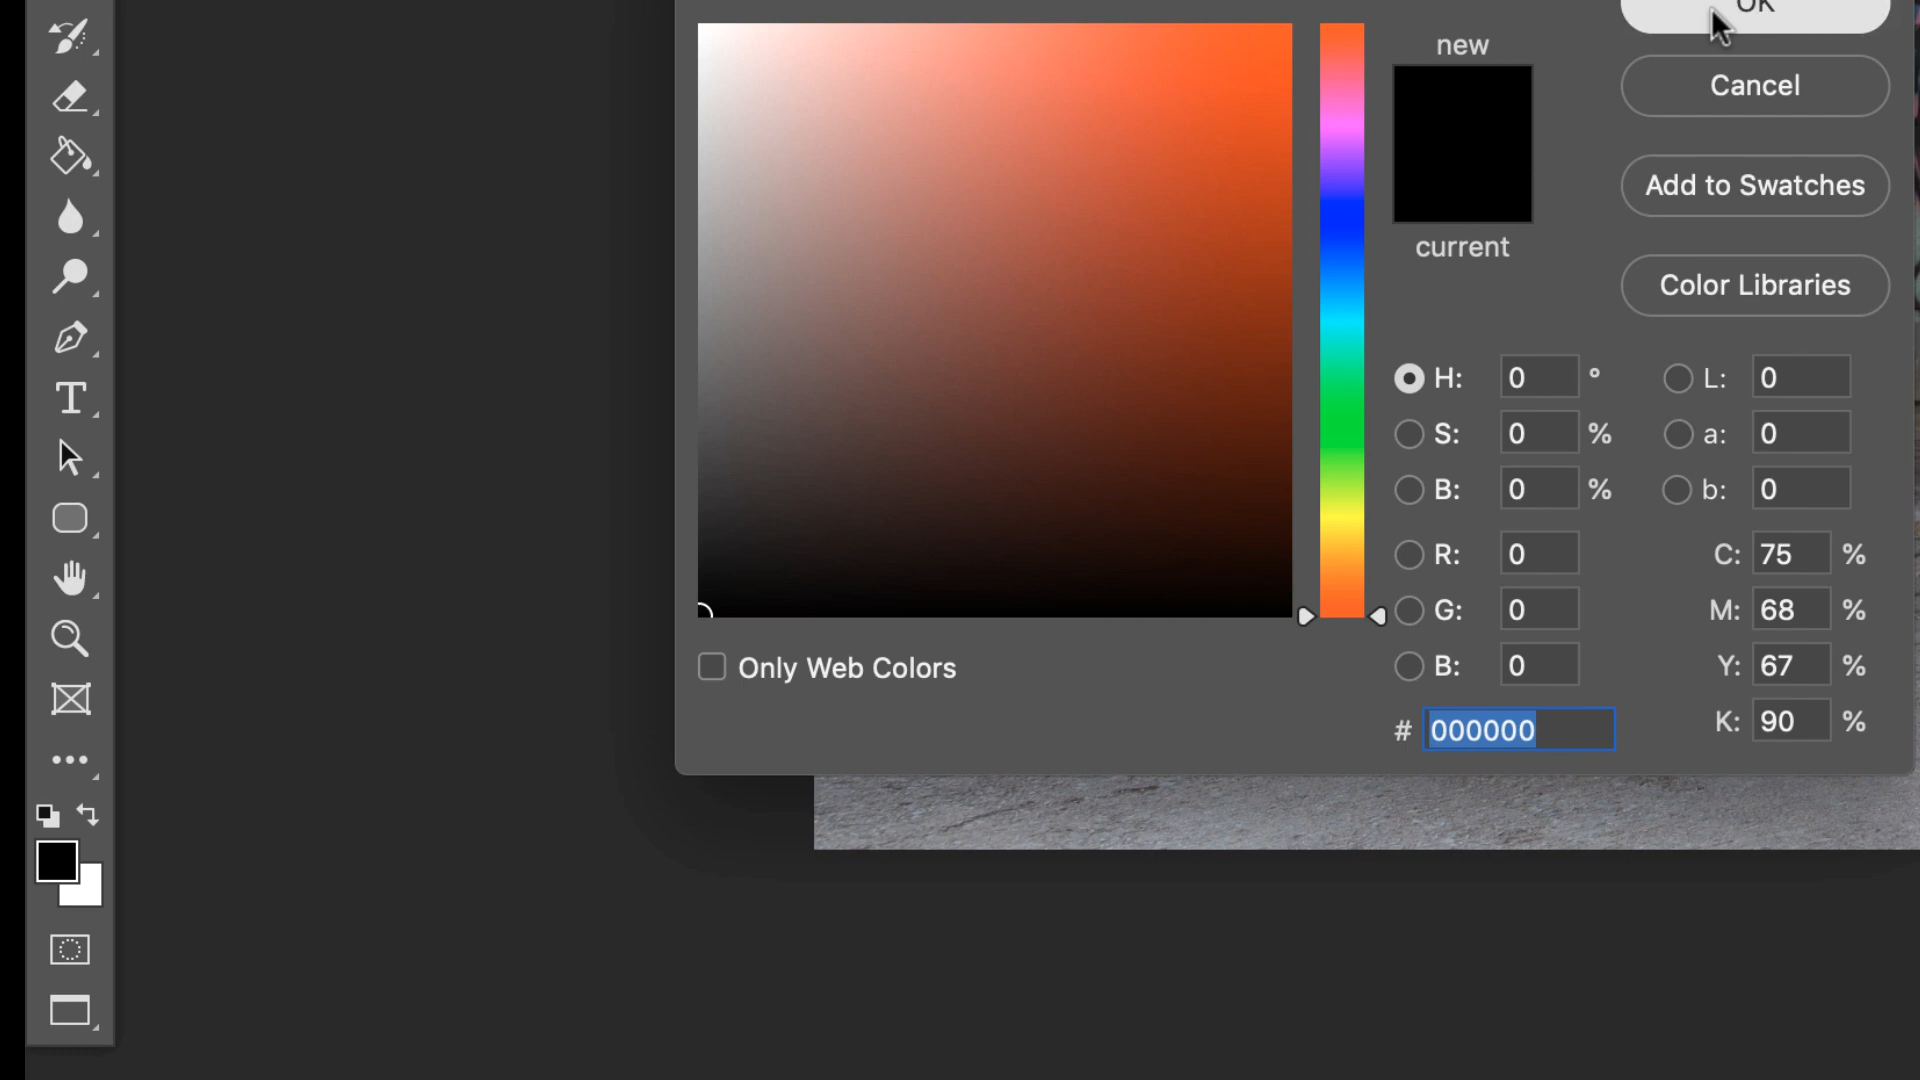 OK
new
Cancel
Add to Swatches
current
Color Libraries
H: 0 °
L: 0
S: 0 %
a: 0
B: 0 %
b: 0
R: 0
C: 75 %
G: 0
M: 68 %
B: 0
Y: 67 %
Only Web Colors
# 000000
K: 90 %
T